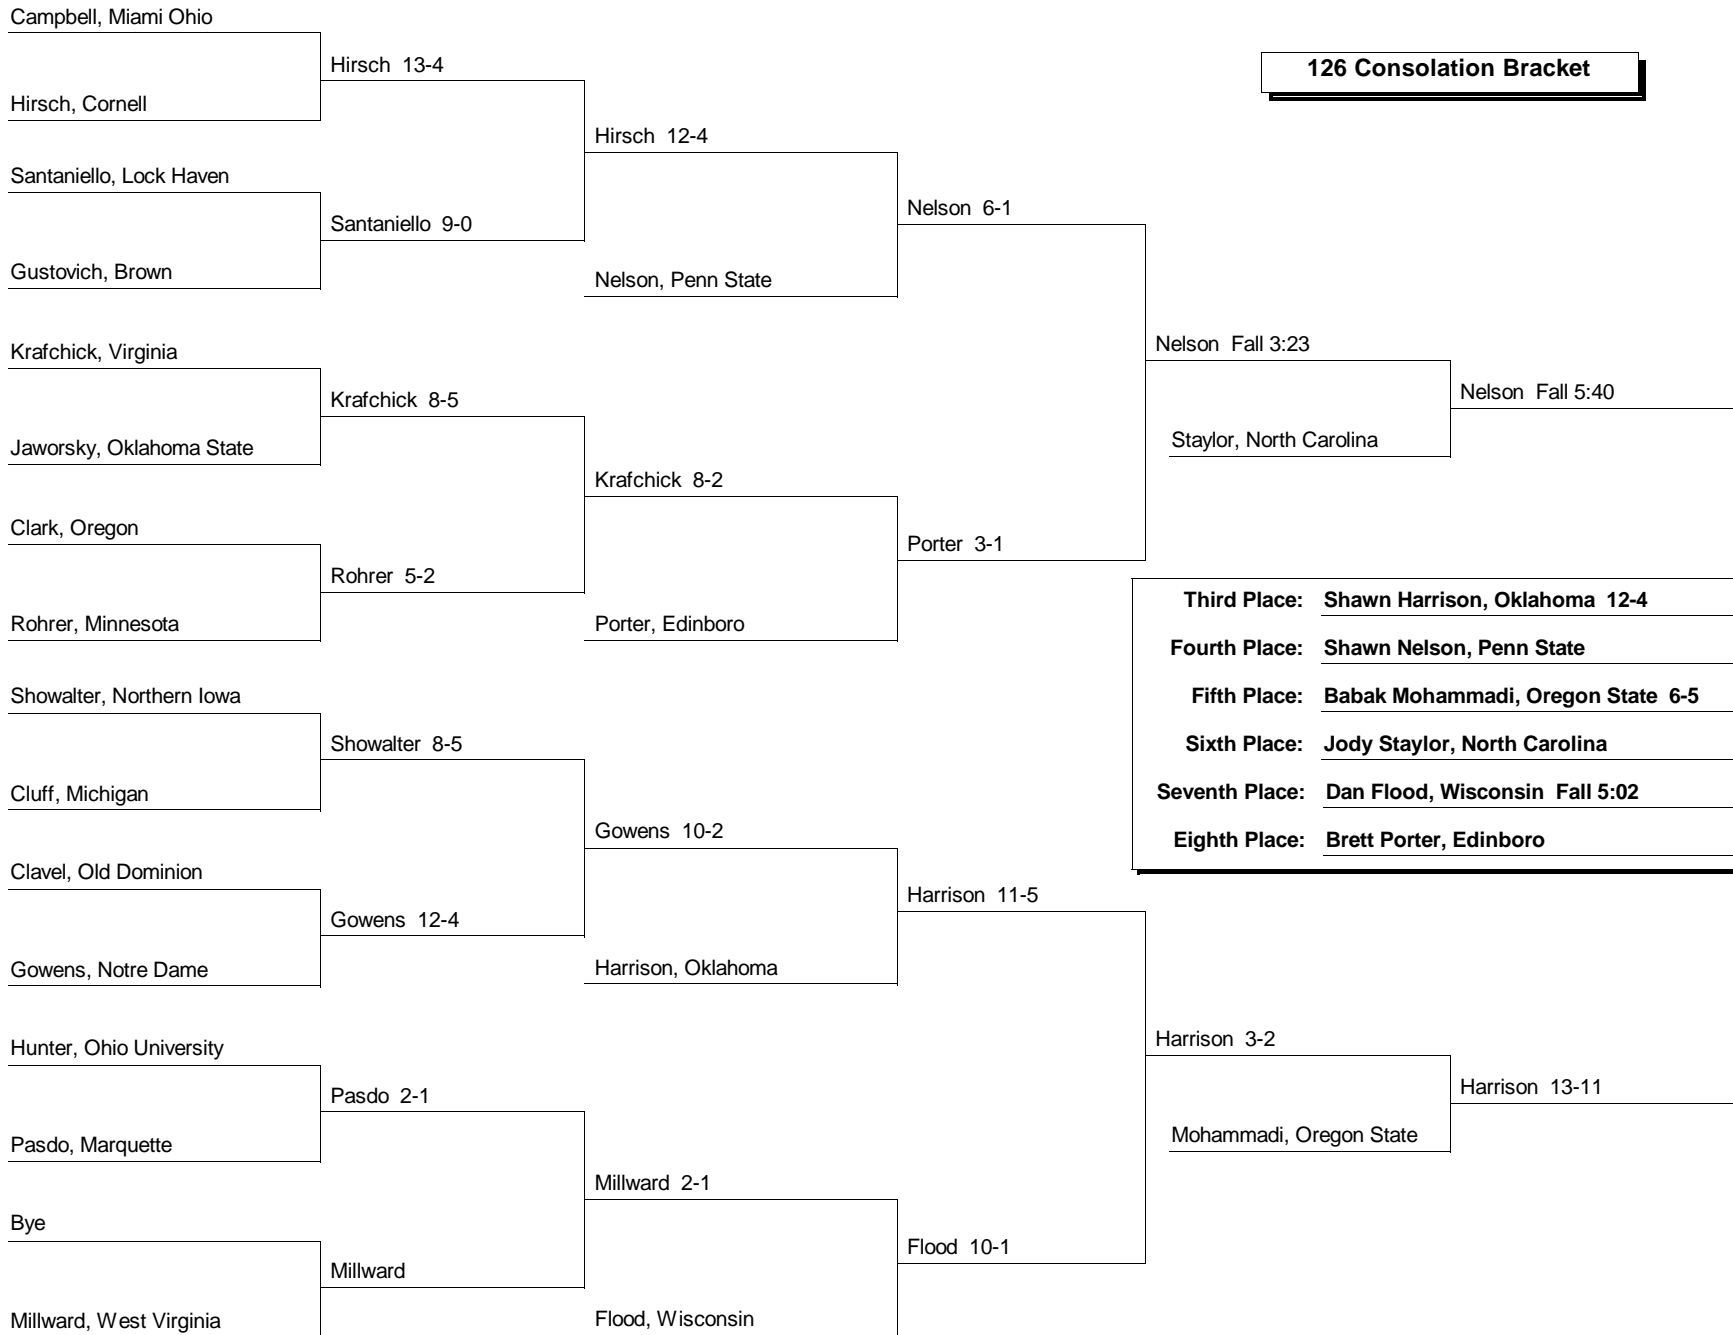 Campbell, Miami Ohio
Hirsch 13-4
126 Consolation Bracket
Hirsch, Cornell
Hirsch 12-4
Santaniello, Lock Haven
Nelson 6-1
Santaniello 9-0
Gustovich, Brown
Nelson, Penn State
Nelson Fall 3:23
Krafchick, Virginia
Nelson Fall 5:40
Krafchick 8-5
Staylor, North Carolina
Jaworsky, Oklahoma State
Krafchick 8-2
Clark, Oregon
Porter 3-1
Rohrer 5-2
Third Place: Shawn Harrison, Oklahoma 12-4
Rohrer, Minnesota
Porter, Edinboro
Fourth Place: Shawn Nelson, Penn State
Showalter, Northern Iowa
Fifth Place: Babak Mohammadi, Oregon State 6-5
Showalter 8-5
Sixth Place: Jody Staylor, North Carolina
Cluff, Michigan
Seventh Place: Dan Flood, Wisconsin Fall 5:02
Gowens 10-2
Eighth Place: Brett Porter, Edinboro
Clavel, Old Dominion
Harrison 11-5
Gowens 12-4
Gowens, Notre Dame
Harrison, Oklahoma
Harrison 3-2
Hunter, Ohio University
Harrison 13-11
Pasdo 2-1
Mohammadi, Oregon State
Pasdo, Marquette
Millward 2-1
Bye
Flood 10-1
Millward
Millward, West Virginia
Flood, Wisconsin